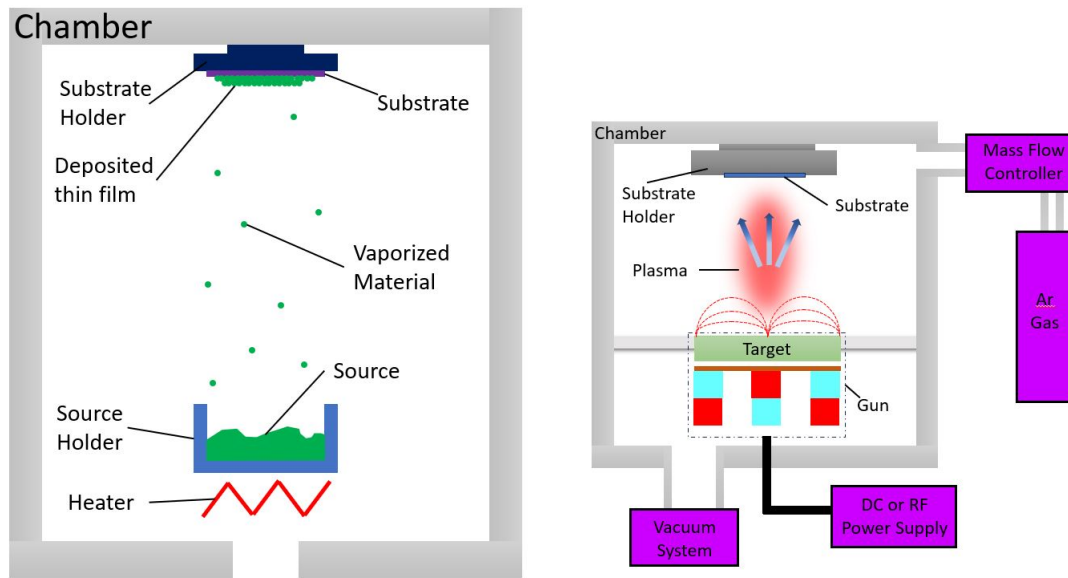 Chamber
Substrate
Holder
Substrate
Deposited
thin film
Vaporized
Material
Source
Source
Holder
Heater
Chamber
Mass Flow
Controller
Substrate
Holder
Substrate
Plasma
Ar
Gas
Target
Gun
DC or RF
Power Supply
Vacuum
System